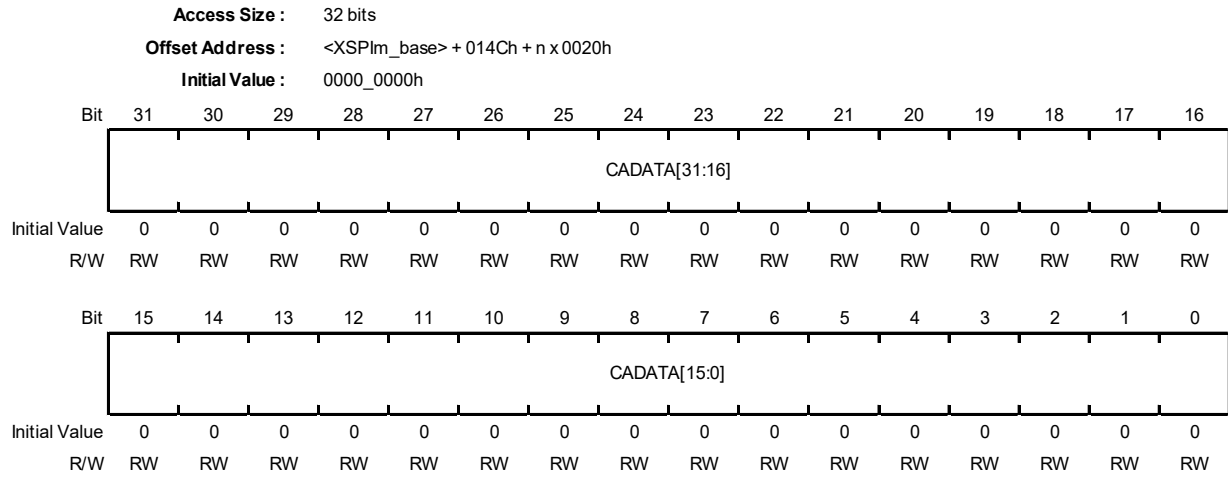 Access Size : 32 bits
Offset Address : <XSPIm_base> + 014Ch + n x 0020h
Initial Value : 0000_0000h
Bit 31 30 29 28 27 26 25 24 23 22 21 20 19 18 17 16
CADATA[31:16]
Initial Value 0 0 0 0 0 0 0 0 0 0 0 0 0 0 0 0
R/W RW RW RW RW RW RW RW RW RW RW RW RW RW RW RW RW
Bit 15 14 13 12 11 10 9 8 7 6 5 4 3 2 1 0
CADATA[15:0]
Initial Value 0 0 0 0 0 0 0 0 0 0 0 0 0 0 0 0
R/W RW RW RW RW RW RW RW RW RW RW RW RW RW RW RW RW